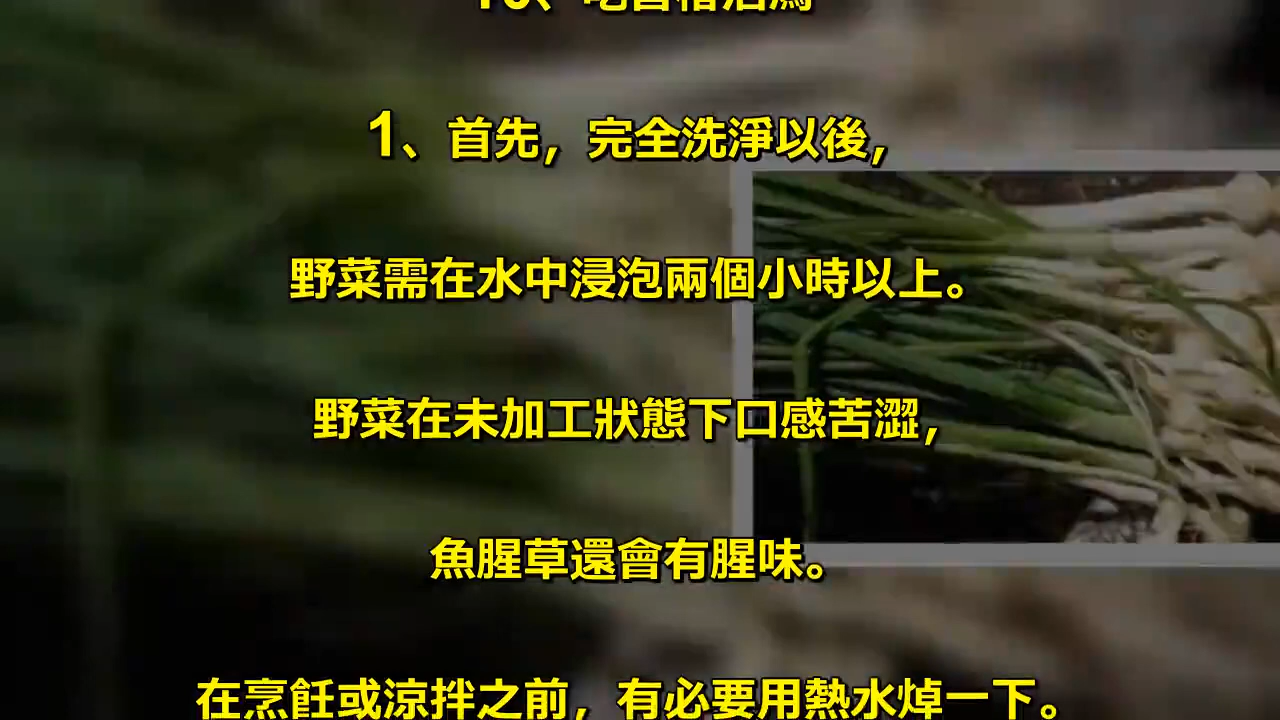 1、首先，完全洗淨以後，
野菜需在水中浸泡兩個小時以上。
野菜在未加工狀態下口感苦澀，
魚腥草還會有腥味。
在烹飪或涼拌之前，有必要用熱水焯一下。